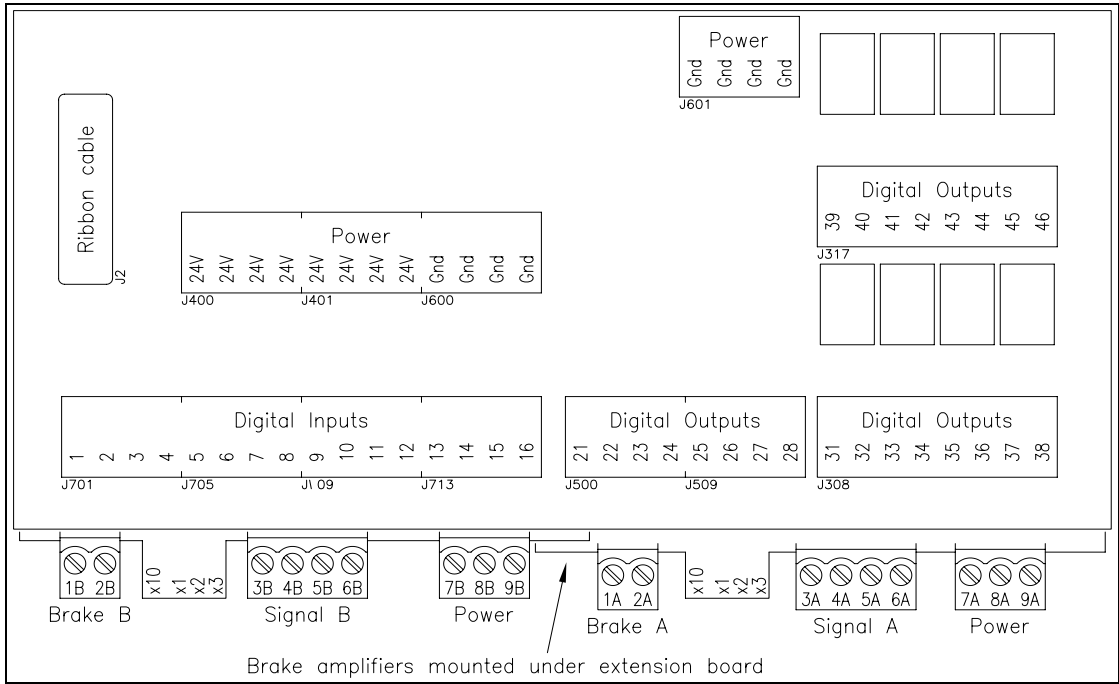 Power
Gnd Gnd Gnd Gnd
J601
Ribbon cable
J2
Digital Outputs
39 40 41 42 43 44 45 46
J317
Power
24V 24V 24V 24V 24V 24V 24V 24V Gnd Gnd Gnd Gnd
J400 J401 J600
Digital Inputs
1 2 3 4 5 6 7 8 9 10 11 12 13 14 15 16
J701 J705 J\09 J713
Digital Outputs
21 22 23 24 25 26 27 28
J500 J509
Digital Outputs
31 32 33 34 35 36 37 38
J308
1B 2B
Brake B
x10 x1 x2 x3
3B 4B 5B 6B
Signal B
7B 8B 9B
Power
1A 2A
Brake A
x10 x1 x2 x3
3A 4A 5A 6A
Signal A
7A 8A 9A
Power
Brake amplifiers mounted under extension board